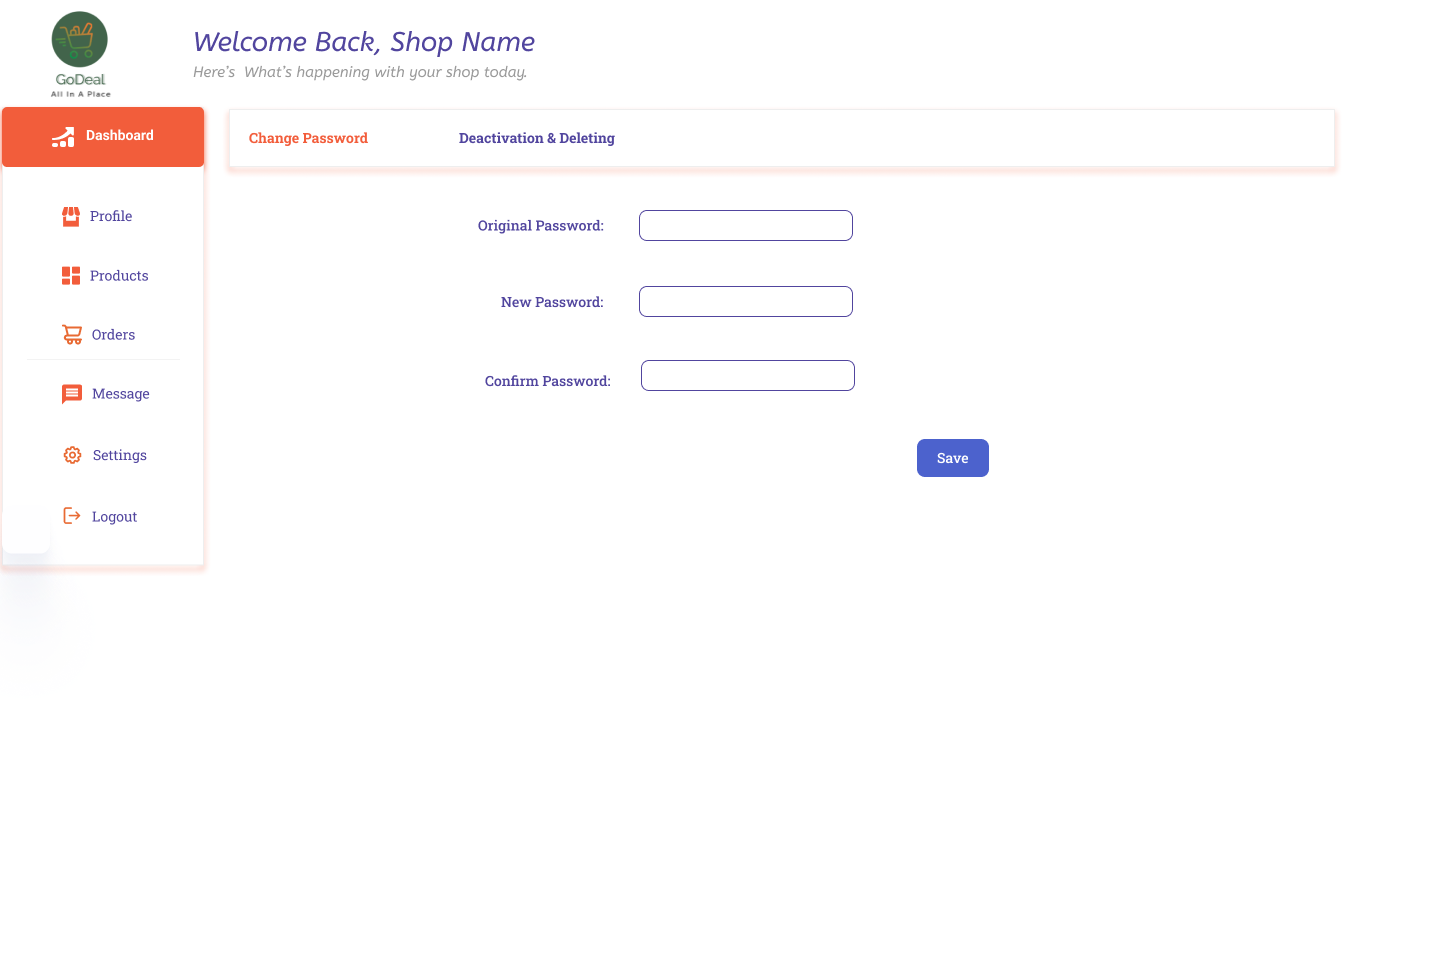 GoDeal
All In A Place
Welcome Back, Shop Name
Here's  What's happening with your shop today.
Dashboard
Profile
Products
Orders
Message
Settings
Logout
Change Password
Deactivation & Deleting
Original Password:
New Password:
Confirm Password:
Save